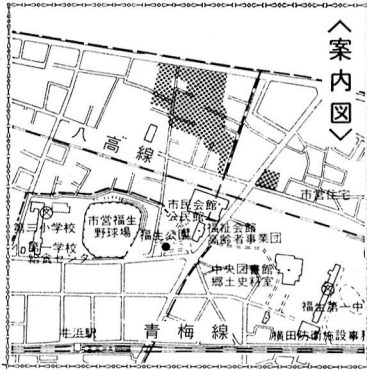 〈案内図〉
八高線
市営住宅
市民会館
公民館
第三小学校
市営福生
野球場
福祉会館
高齢者事業団
福生公園
第一学校
給食センター
中央図書館
郷土史料室
福生第一中
牛浜駅
青梅線
横田防衛施設事務